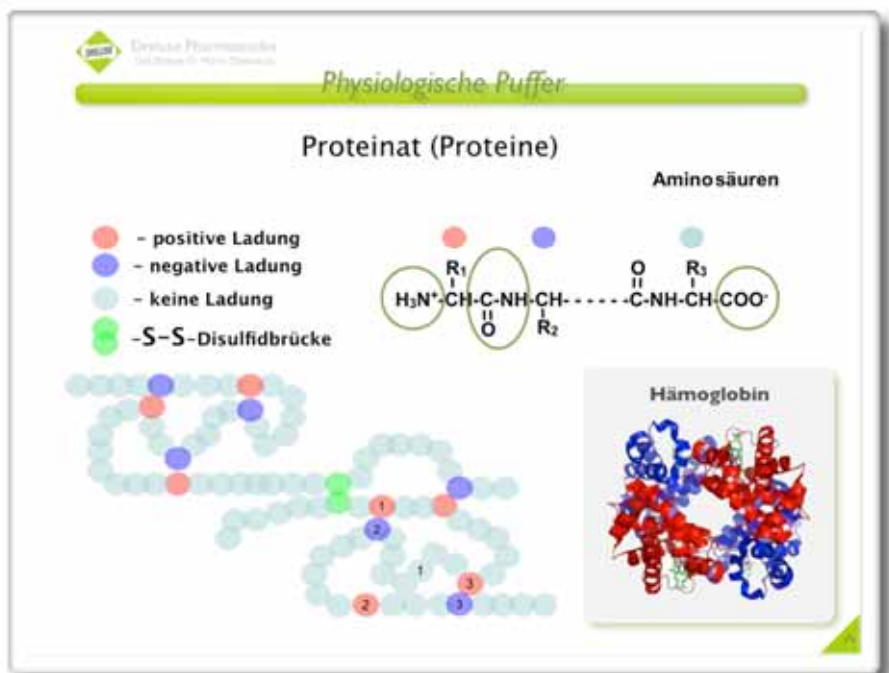 Physiologische Puffer
Proteinat (Proteine)
Aminosäuren
– positive Ladung
– negative Ladung
– keine Ladung
–S–S–Disulfidbrücke
R₁ O R₃
H₃N⁺–CH–C–NH–CH------C–NH–CH–COO⁻
O R₂
Hämoglobin
1
2
1
3
2
3